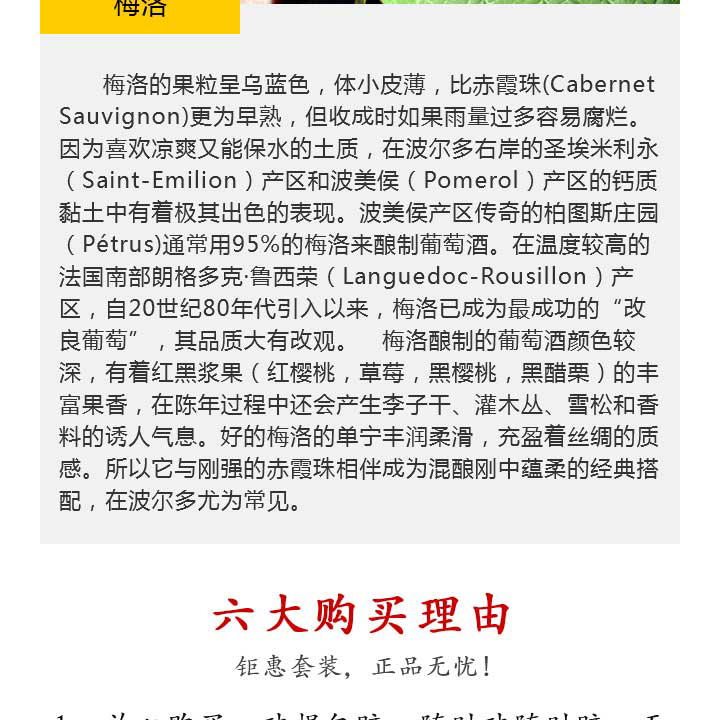 梅洛
梅洛的果粒呈乌蓝色，体小皮薄，比赤霞珠(Cabernet
Sauvignon)更为早熟，但收成时如果雨量过多容易腐烂。
因为喜欢凉爽又能保水的土质，在波尔多右岸的圣埃米利永
（Saint-Emilion）产区和波美侯（Pomerol）产区的钙质
黏土中有着极其出色的表现。波美侯产区传奇的柏图斯庄园
（Pétrus)通常用95%的梅洛来酿制葡萄酒。在温度较高的
法国南部朗格多克·鲁西荣（Languedoc-Rousillon）产
区，自20世纪80年代引入以来，梅洛已成为最成功的“改
良葡萄”，其品质大有改观。 梅洛酿制的葡萄酒颜色较
深，有着红黑浆果（红樱桃，草莓，黑樱桃，黑醋栗）的丰
富果香，在陈年过程中还会产生李子干、灌木丛、雪松和香
料的诱人气息。好的梅洛的单宁丰润柔滑，充盈着丝绸的质
感。所以它与刚强的赤霞珠相伴成为混酿刚中蕴柔的经典搭
配，在波尔多尤为常见。
六大购买理由
钜惠套装，正品无忧！